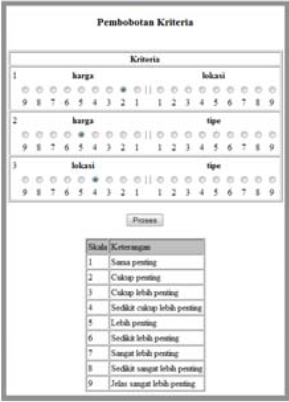 Pembobotan Kriteria
Kriteria
1 harga lokasi
| |
9 8 7 6 5 4 3 2 1 1 2 3 4 5 6 7 8 9
2 harga tipe
| |
9 8 7 6 5 4 3 2 1 1 2 3 4 5 6 7 8 9
3 lokasi tipe
| |
9 8 7 6 5 4 3 2 1 1 2 3 4 5 6 7 8 9
Proses
Skala Keterangan
1 Sama penting
2 Cukup penting
3 Cukup lebih penting
4 Sedikit cukup lebih penting
5 Lebih penting
6 Sedikit lebih penting
7 Sangat lebih penting
8 Sedikit sangat lebih penting
9 Jelas sangat lebih penting